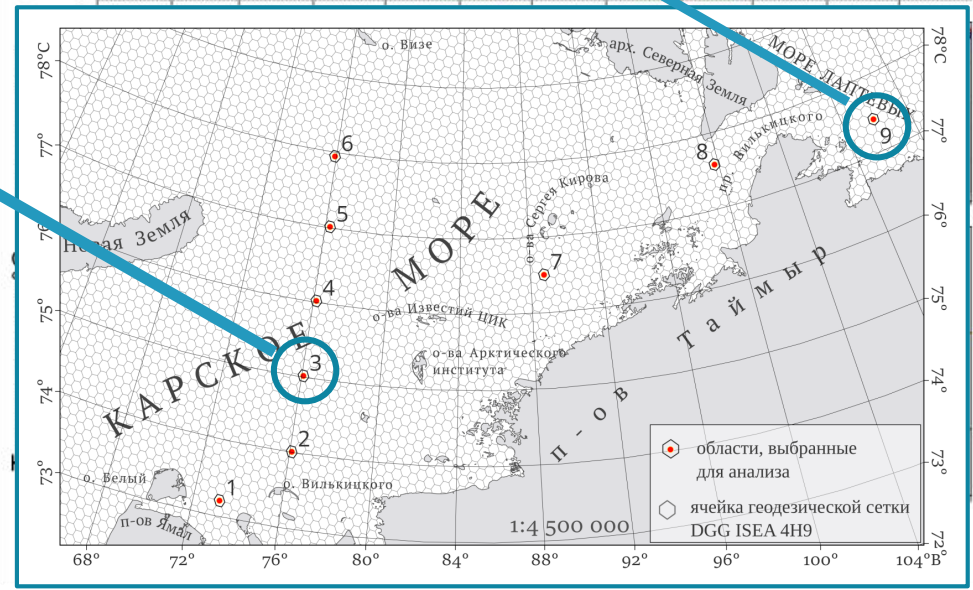 о. Визе
арх. Северная Земля
МОРЕ ЛАПТЕВЫХ
78°С
78°С
77°
77°
76°
76°
75°
75°
74°
74°
73°
73°
72°
6
8
пр. Вилькицкого
9
5
Новая Земля
МОРЕ
о-ва Сергея Кирова
7
4
о-ва Известий ЦИК
Таймыр
КАРСКОЕ
3
о-ва Арктического
института
п-ов
2
о. Белый
о. Вилькицкого
1
п-ов Ямал
1:4 500 000
области, выбранные
для анализа
ячейка геодезической сетки
DGG ISEA 4H9
68° 72° 76° 80° 84° 88° 92° 96° 100° 104°В